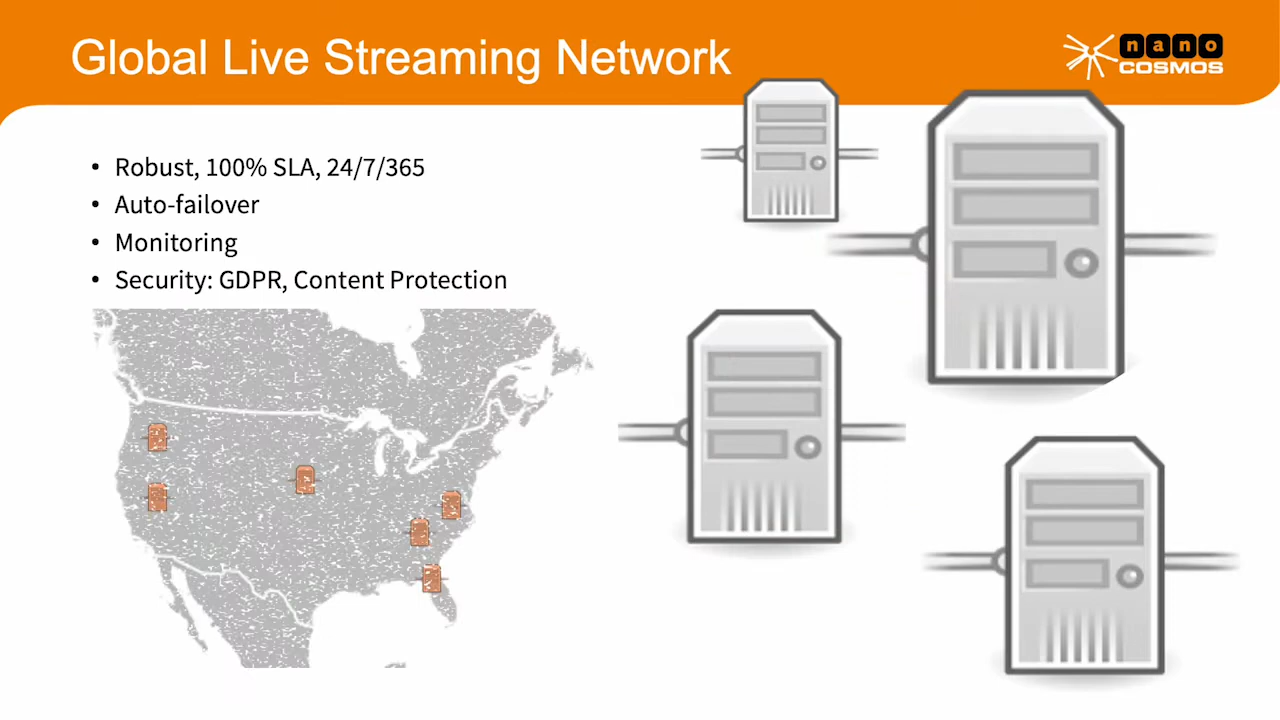 Global Live Streaming Network
nano
COSMOS
• Robust, 100% SLA, 24/7/365
• Auto-failover
• Monitoring
• Security: GDPR, Content Protection